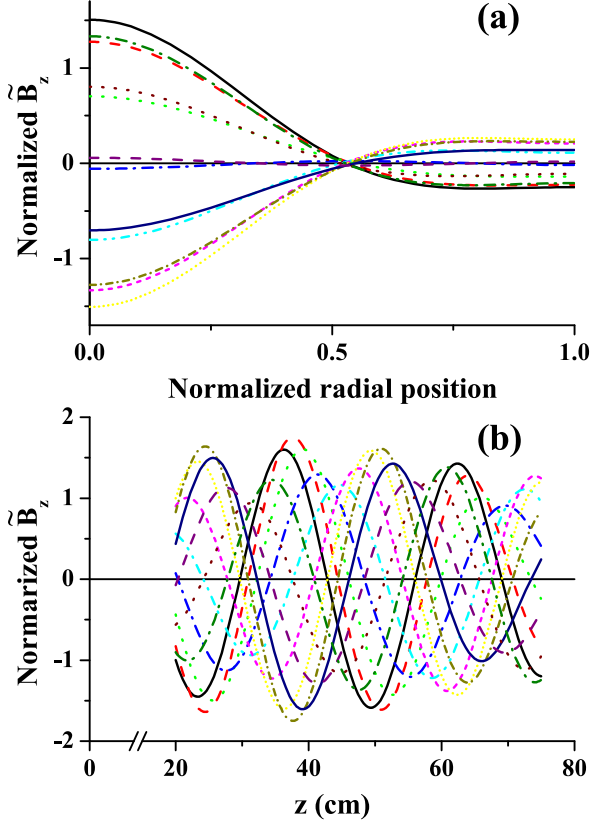 (a)
Normalized B̃z
1
0
-1
0.0 0.5 1.0
Normalized radial position
(b)
Normarized B̃z
2
1
0
-1
-2
0 20 40 60 80
z (cm)